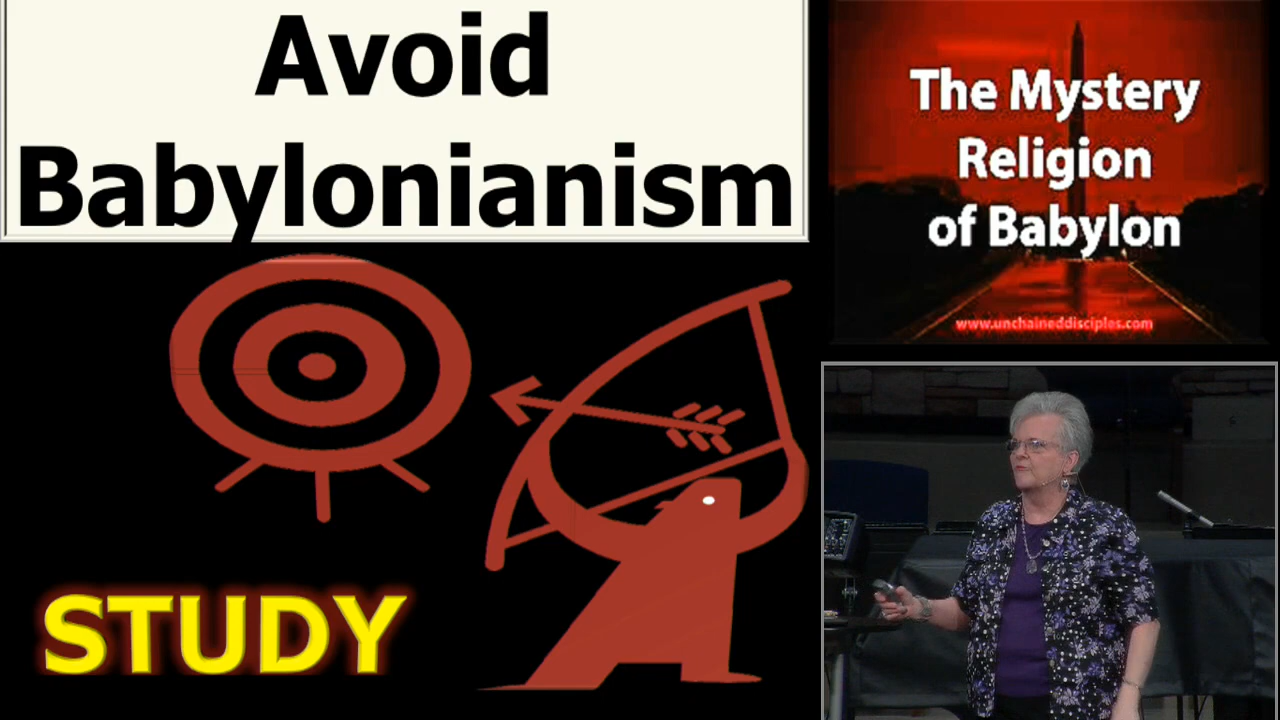 Avoid
Babylonianism
The Mystery
Religion
of Babylon
www.unchaineddisciples.com
STUDY